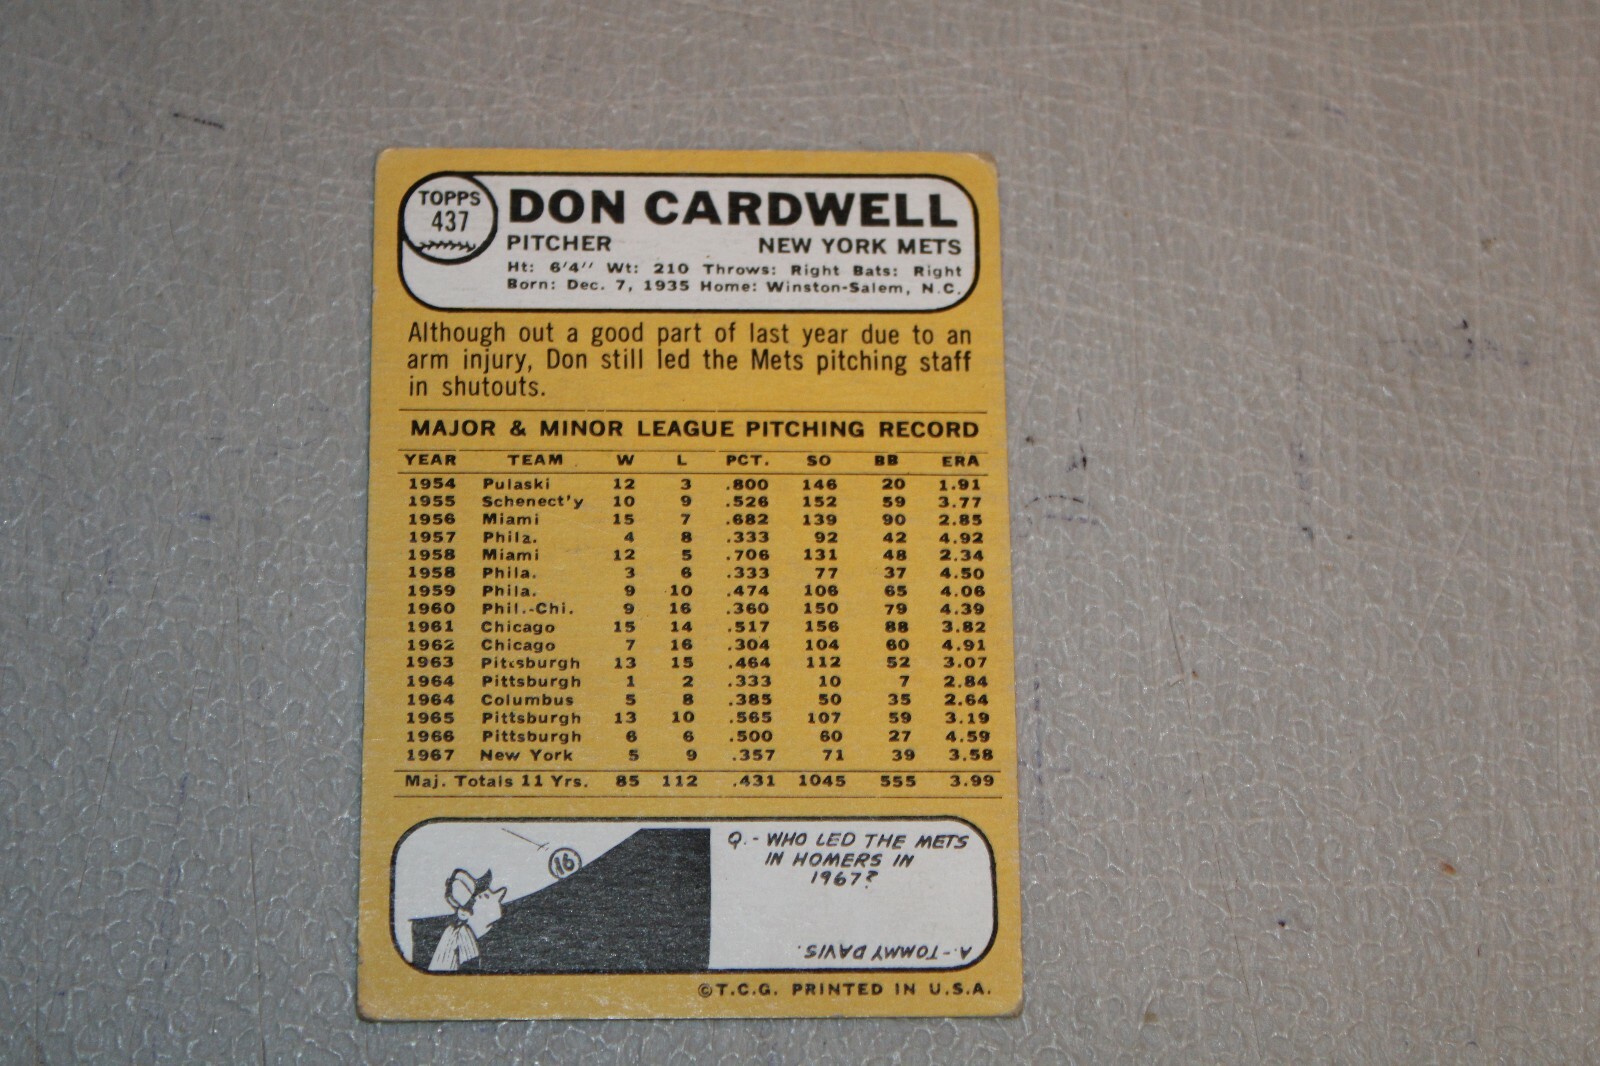 TOPPS
437
DON CARDWELL
PITCHER NEW YORK METS
Ht: 6'4'' Wt: 210 Throws: Right Bats: Right
Born: Dec. 7, 1935 Home: Winston-Salem, N.C.
Although out a good part of last year due to an
arm injury, Don still led the Mets pitching staff
in shutouts.
MAJOR & MINOR LEAGUE PITCHING RECORD
YEAR TEAM W L PCT. SO BB ERA
1954 Pulaski 12 3 .800 146 20 1.91
1955 Schenect'y 10 9 .526 152 59 3.77
1956 Miami 15 7 .682 139 90 2.85
1957 Phila. 4 8 .333 92 42 4.92
1958 Miami 12 5 .706 131 48 2.34
1958 Phila. 3 6 .333 77 37 4.50
1959 Phila. 9 10 .474 106 65 4.06
1960 Phil.-Chi. 9 16 .360 150 79 4.39
1961 Chicago 15 14 .517 156 88 3.82
1962 Chicago 7 16 .304 104 60 4.91
1963 Pittsburgh 13 15 .464 112 52 3.07
1964 Pittsburgh 1 2 .333 10 7 2.84
1964 Columbus 5 8 .385 50 35 2.64
1965 Pittsburgh 13 10 .565 107 59 3.19
1966 Pittsburgh 6 6 .500 60 27 4.59
1967 New York 5 9 .357 71 39 3.58
Maj. Totals 11 Yrs. 85 112 .431 1045 555 3.99
16
Q.- WHO LED THE METS
IN HOMERS IN
1967?
A.- TOMMY DAVIS.
©T.C.G. PRINTED IN U.S.A.